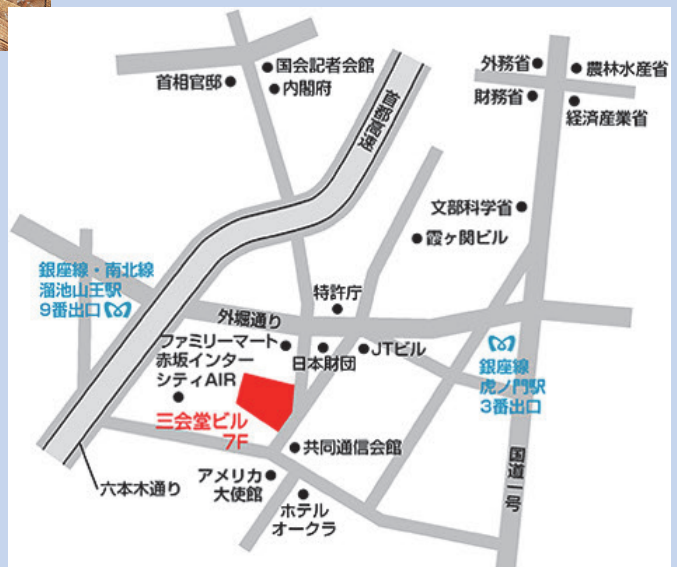 国会記者会館
首相官邸
内閣府
首都高速
外務省
農林水産省
財務省
経済産業省
文部科学省
霞ヶ関ビル
銀座線・南北線
溜池山王駅
9番出口
特許庁
外堀通り
ファミリーマート
赤坂インター
シティAIR
日本財団
JTビル
銀座線
虎ノ門駅
3番出口
三会堂ビル
7F
共同通信会館
国道一号
六本木通り
アメリカ
大使館
ホテル
オークラ